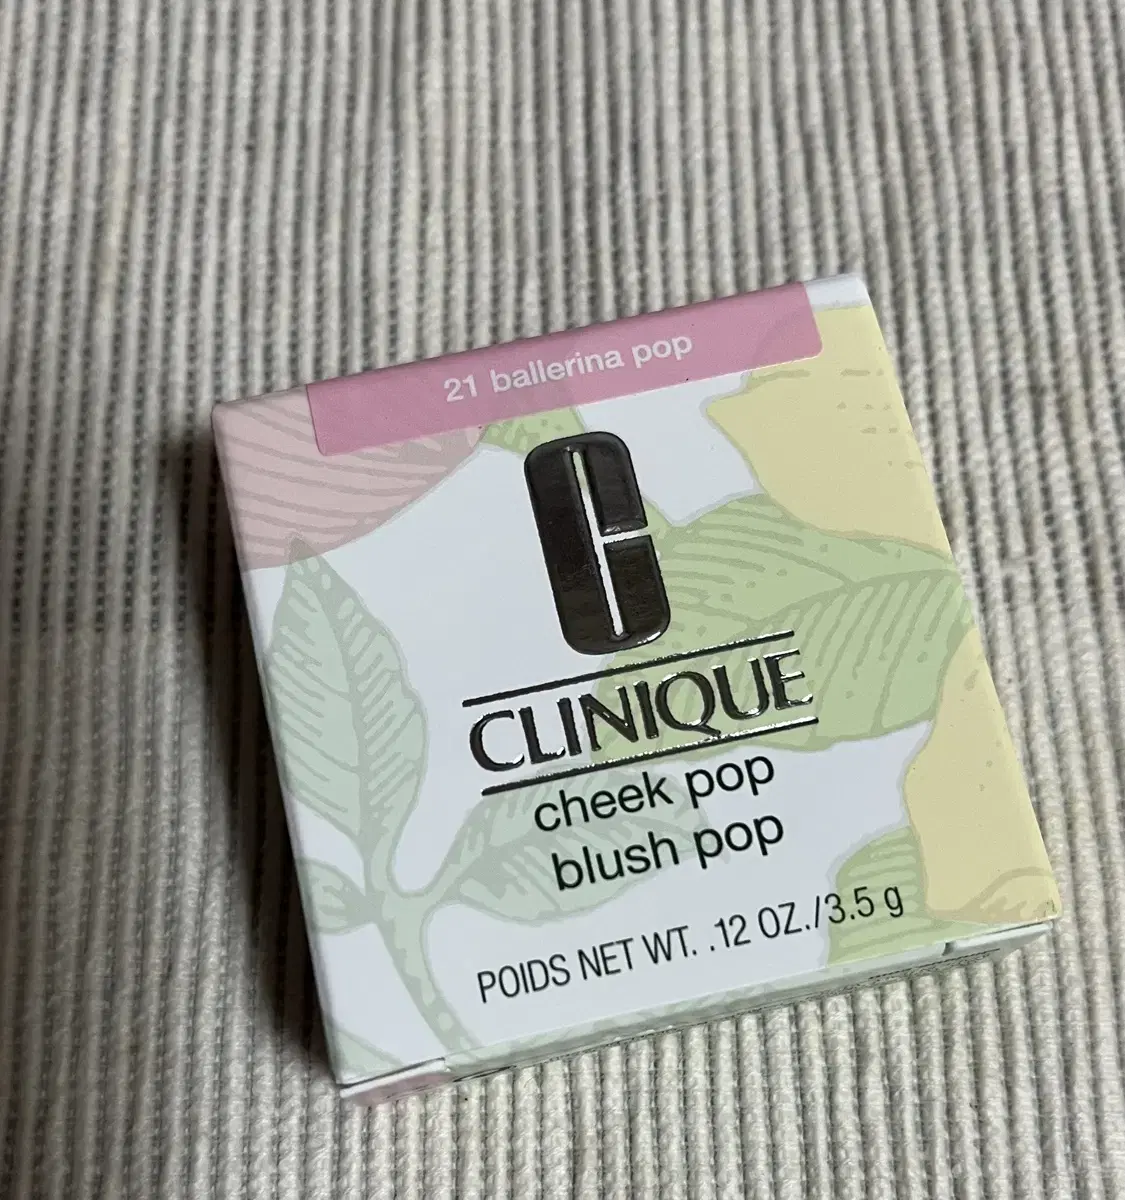 21 ballerina pop
CLINIQUE
cheek pop
blush pop
POIDS NET WT. .12 OZ./3.5 g